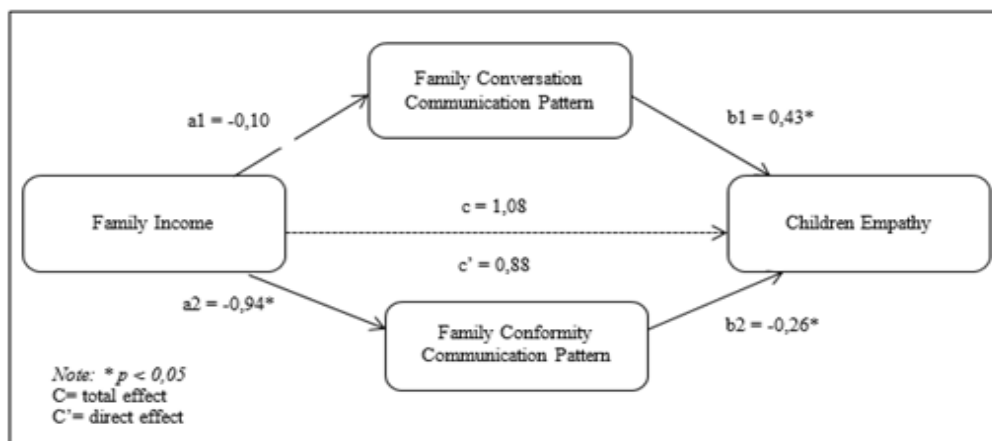 Family Conversation
Communication Pattern
a1 = -0,10
b1 = 0,43*
Family Income
c = 1,08
Children Empathy
c’ = 0,88
a2 = -0,94*
Family Conformity
Communication Pattern
b2 = -0,26*
Note: * p < 0,05
C= total effect
C’= direct effect